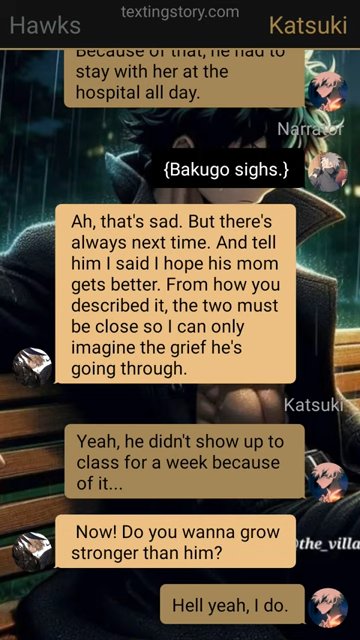 textingstory.com
Hawks
Katsuki
Because of that, he had to
stay with her at the
hospital all day.
Narrator
{Bakugo sighs.}
Ah, that's sad. But there's
always next time. And tell
him I said I hope his mom
gets better. From how you
described it, the two must
be close so I can only
imagine the grief he's
going through.
Katsuki
Yeah, he didn't show up to
class for a week because
of it...
Now! Do you wanna grow
stronger than him?
@the_villa
Hell yeah, I do.